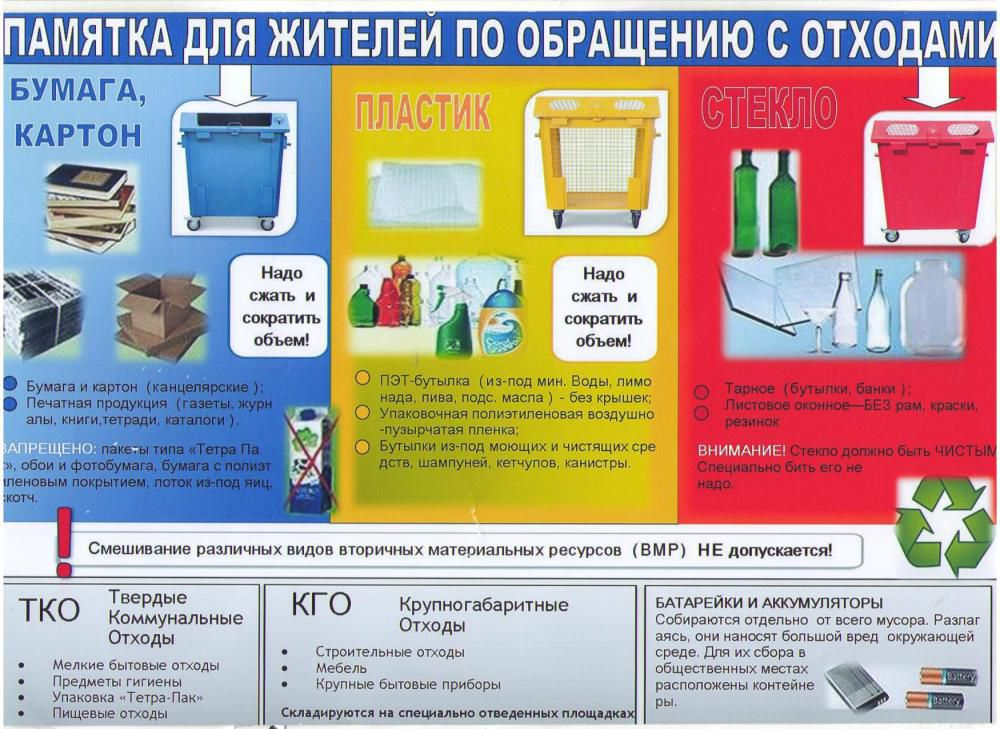 ПАМЯТКА ДЛЯ ЖИТЕЛЕЙ ПО ОБРАЩЕНИЮ С ОТХОДАМИ
БУМАГА,
КАРТОН
Надо
сжать и
сократить
объем!
Бумага и картон (канцелярские);
Печатная продукция (газеты, журн
алы, книги,тетради, каталоги).
ЗАПРЕЩЕНО: пакеты типа «Тетра Па
к», обои и фотобумага, бумага с полиэт
иленовым покрытием, лоток из-под яиц,
скотч.
ПЛАСТИК
Надо
сжать и
сократить
объем!
ПЭТ-бутылка (из-под мин. Воды, лимо
нада, пива, подс. масла) - без крышек;
Упаковочная полиэтиленовая воздушно
-пузырчатая пленка;
Бутылки из-под моющих и чистящих сре
дств, шампуней, кетчупов, канистры.
СТЕКЛО
Тарное (бутылки, банки);
Листовое оконное—БЕЗ рам, краски,
резинок
ВНИМАНИЕ! Стекло должно быть ЧИСТЫМ
Специально бить его не
надо.
! Смешивание различных видов вторичных материальных ресурсов (ВМР) НЕ допускается!
ТКО Твердые
Коммунальные
Отходы
• Мелкие бытовые отходы
• Предметы гигиены
• Упаковка «Тетра-Пак»
• Пищевые отходы
КГО Крупногабаритные
Отходы
• Строительные отходы
• Мебель
• Крупные бытовые приборы
Складируются на специально отведенных площадках
БАТАРЕЙКИ И АККУМУЛЯТОРЫ
Собираются отдельно от всего мусора. Разлаг
аясь, они наносят большой вред окружающей
среде. Для их сбора в
общественных местах
расположены контейне
ры.
Battery
Battery